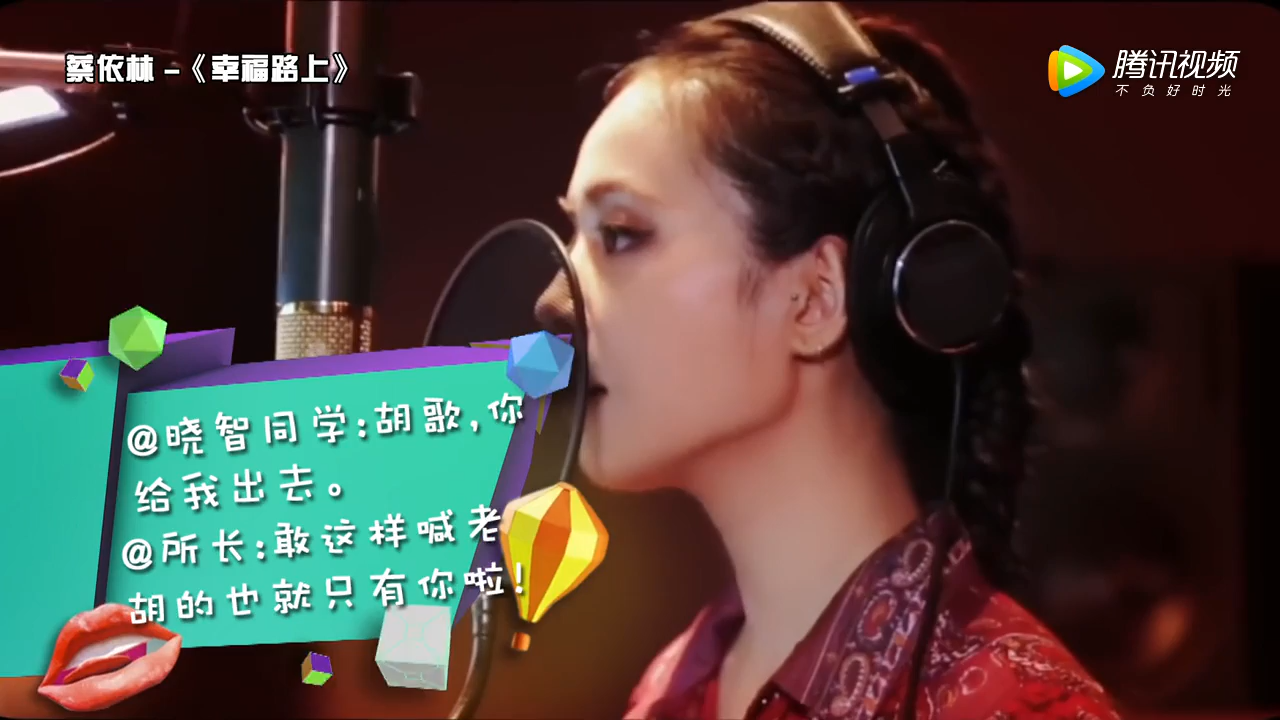 蔡依林 -《幸福路上》
腾讯视频
不负好时光
@晓智同学:胡歌,你
给我出去。
@所长:敢这样喊老
胡的也就只有你啦!